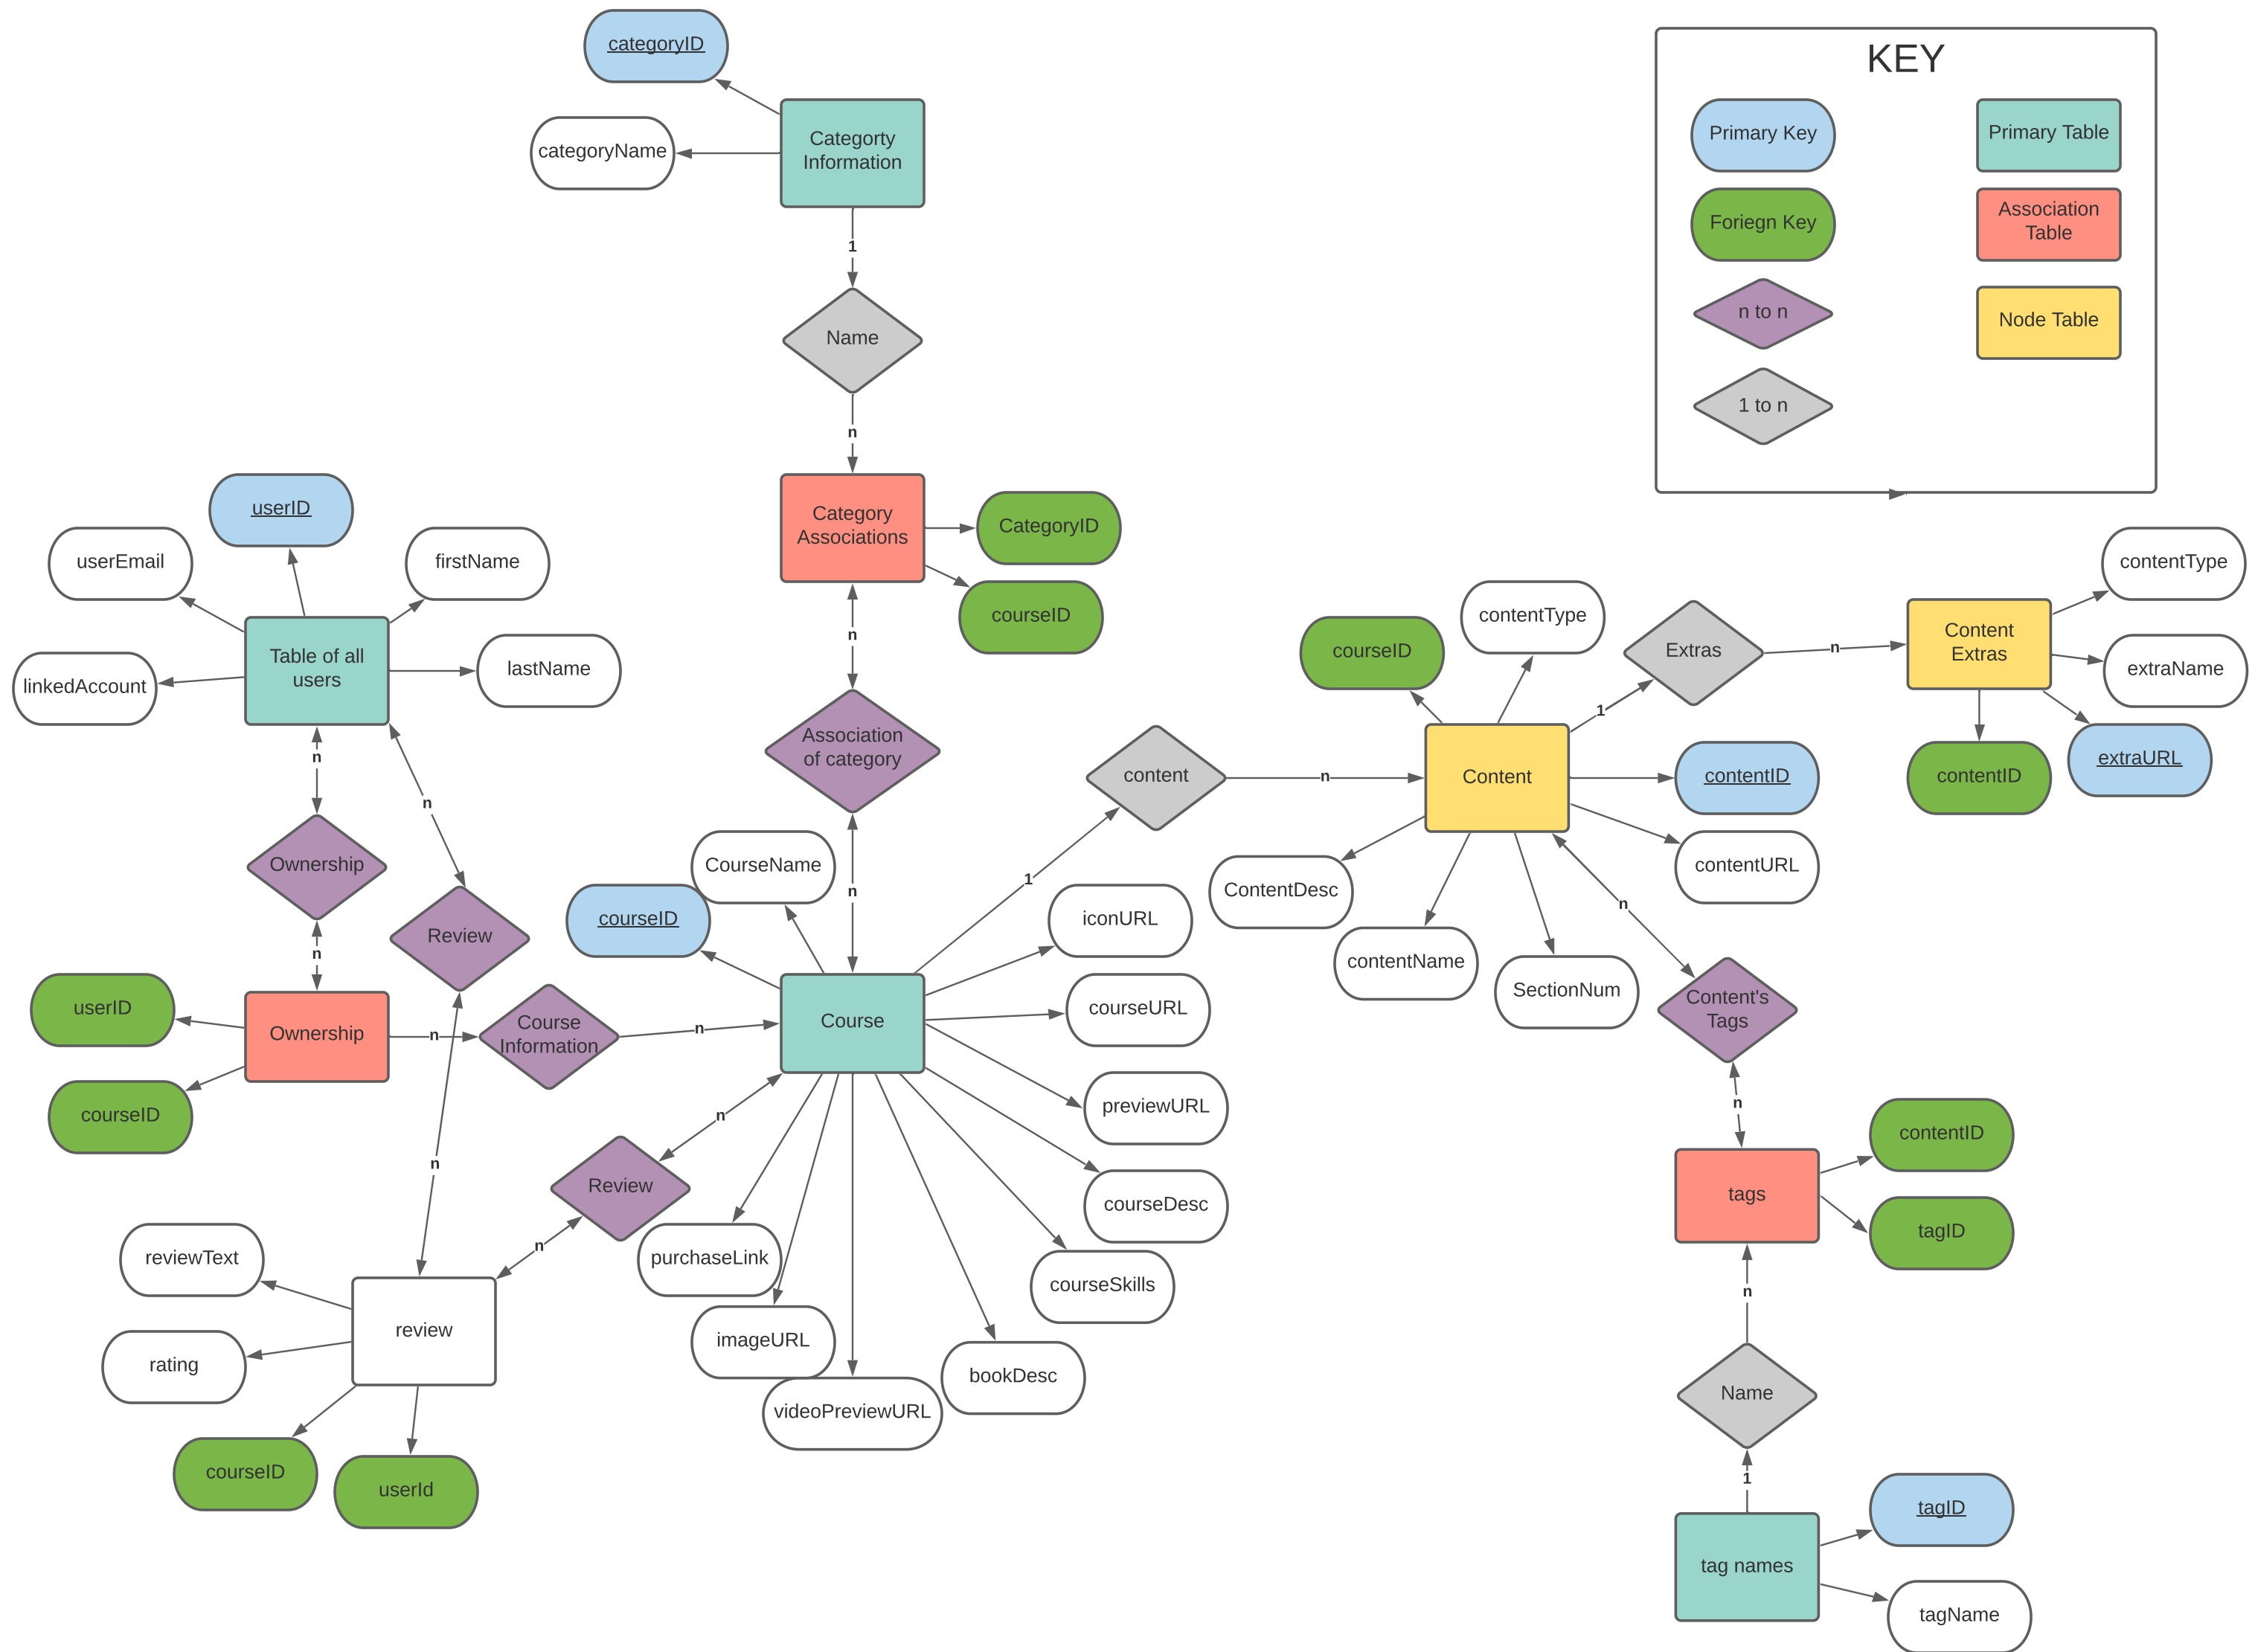 categoryID
KEY
Categorty
Information
categoryName
Primary Key
Primary Table
Foriegn Key
Association
Table
n to n
Node Table
1 to n
1
Name
n
Category
Associations
CategoryID
courseID
n
Association
of category
n
userID
userEmail
firstName
Table of all
users
lastName
linkedAccount
n
n
Ownership
Review
n
userID
Ownership
courseID
n
Course
Information
n
CourseName
courseID
Course
1
content
n
iconURL
courseURL
previewURL
courseDesc
courseSkills
bookDesc
videoPreviewURL
imageURL
purchaseLink
n
Review
n
n
reviewText
rating
review
courseID
userId
courseID
contentType
Content
contentID
contentURL
ContentDesc
contentName
SectionNum
1
Extras
n
Content
Extras
contentType
extraName
extraURL
contentID
n
Content's
Tags
n
tags
contentID
tagID
n
Name
1
tag names
tagID
tagName